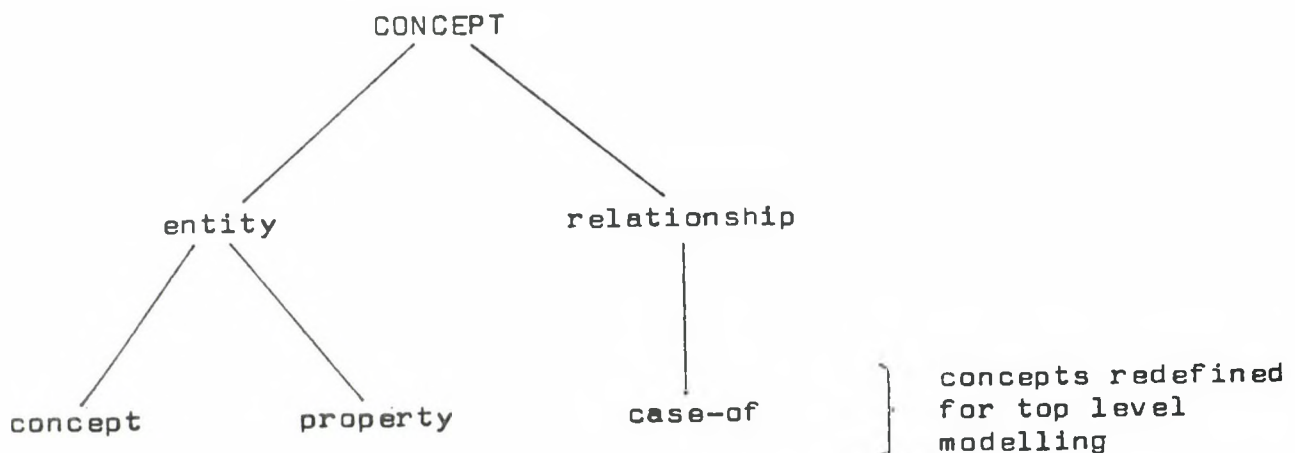 CONCEPT
entity relationship
concept property case-of
concepts redefined
for top level
modelling